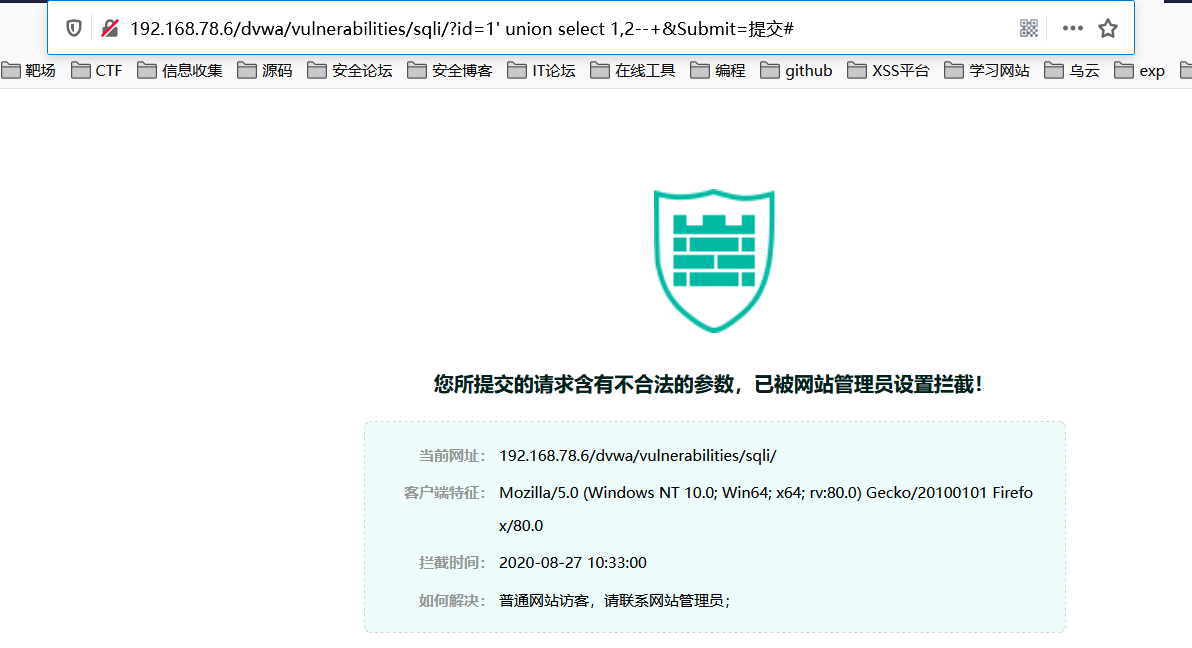 192.168.78.6/dvwa/vulnerabilities/sqli/?id=1' union select 1,2--+&Submit=提交#
靶场 CTF 信息收集 源码 安全论坛 安全博客 IT论坛 在线工具 编程 github XSS平台 学习网站 乌云 exp
您所提交的请求含有不合法的参数，已被网站管理员设置拦截！
当前网址： 192.168.78.6/dvwa/vulnerabilities/sqli/
客户端特征： Mozilla/5.0 (Windows NT 10.0; Win64; x64; rv:80.0) Gecko/20100101 Firefo
x/80.0
拦截时间： 2020-08-27 10:33:00
如何解决： 普通网站访客，请联系网站管理员；